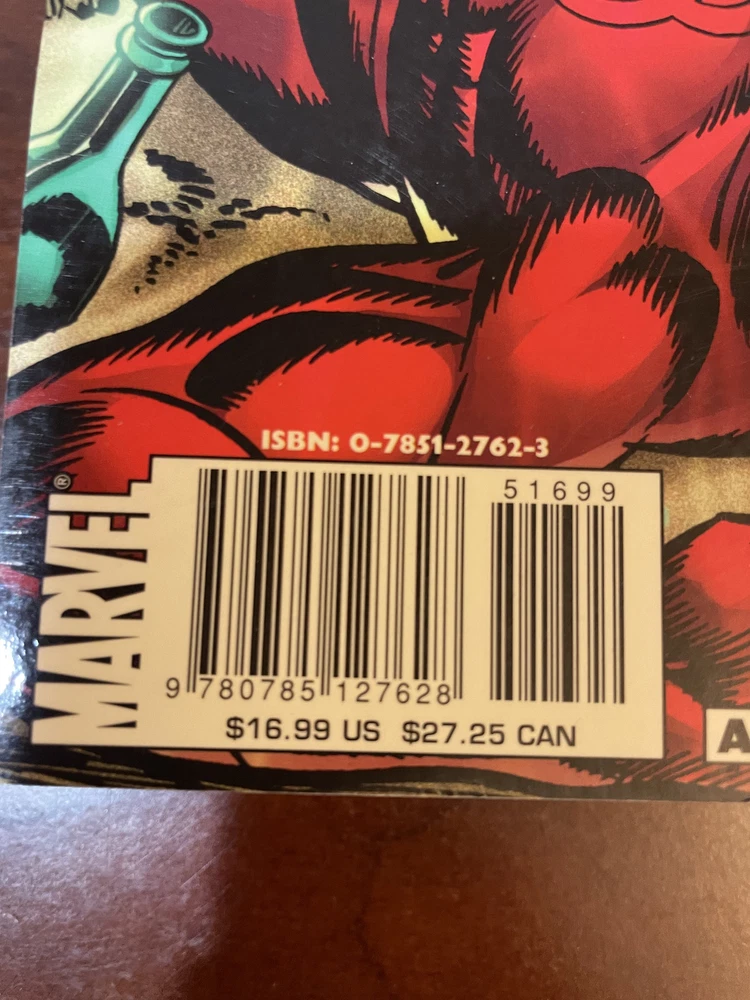 ISBN: 0-7851-2762-3
MARVEL®
51699
9 780785 127628
$16.99 US $27.25 CAN
A